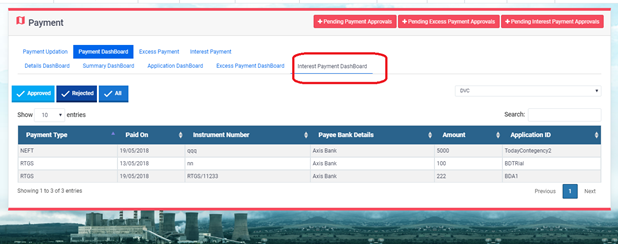 Payment
+ Pending Payment Approvals + Pending Excess Payment Approvals + Pending Interest Payment Approvals
Payment Updation Payment DashBoard Excess Payment Interest Payment
Details DashBoard Summary DashBoard Application DashBoard Excess Payment DashBoard Interest Payment DashBoard
Approved Rejected All
DVC
Show 10 entries Search:
Payment Type Paid On Instrument Number Payee Bank Details Amount Application ID
NEFT 19/05/2018 qqq Axis Bank 5000 TodayContegency2
RTGS 13/05/2018 nn Axis Bank 100 BDTRial
RTGS 19/05/2018 RTGS/11233 Axis Bank 222 BDA1
Showing 1 to 3 of 3 entries Previous 1 Next